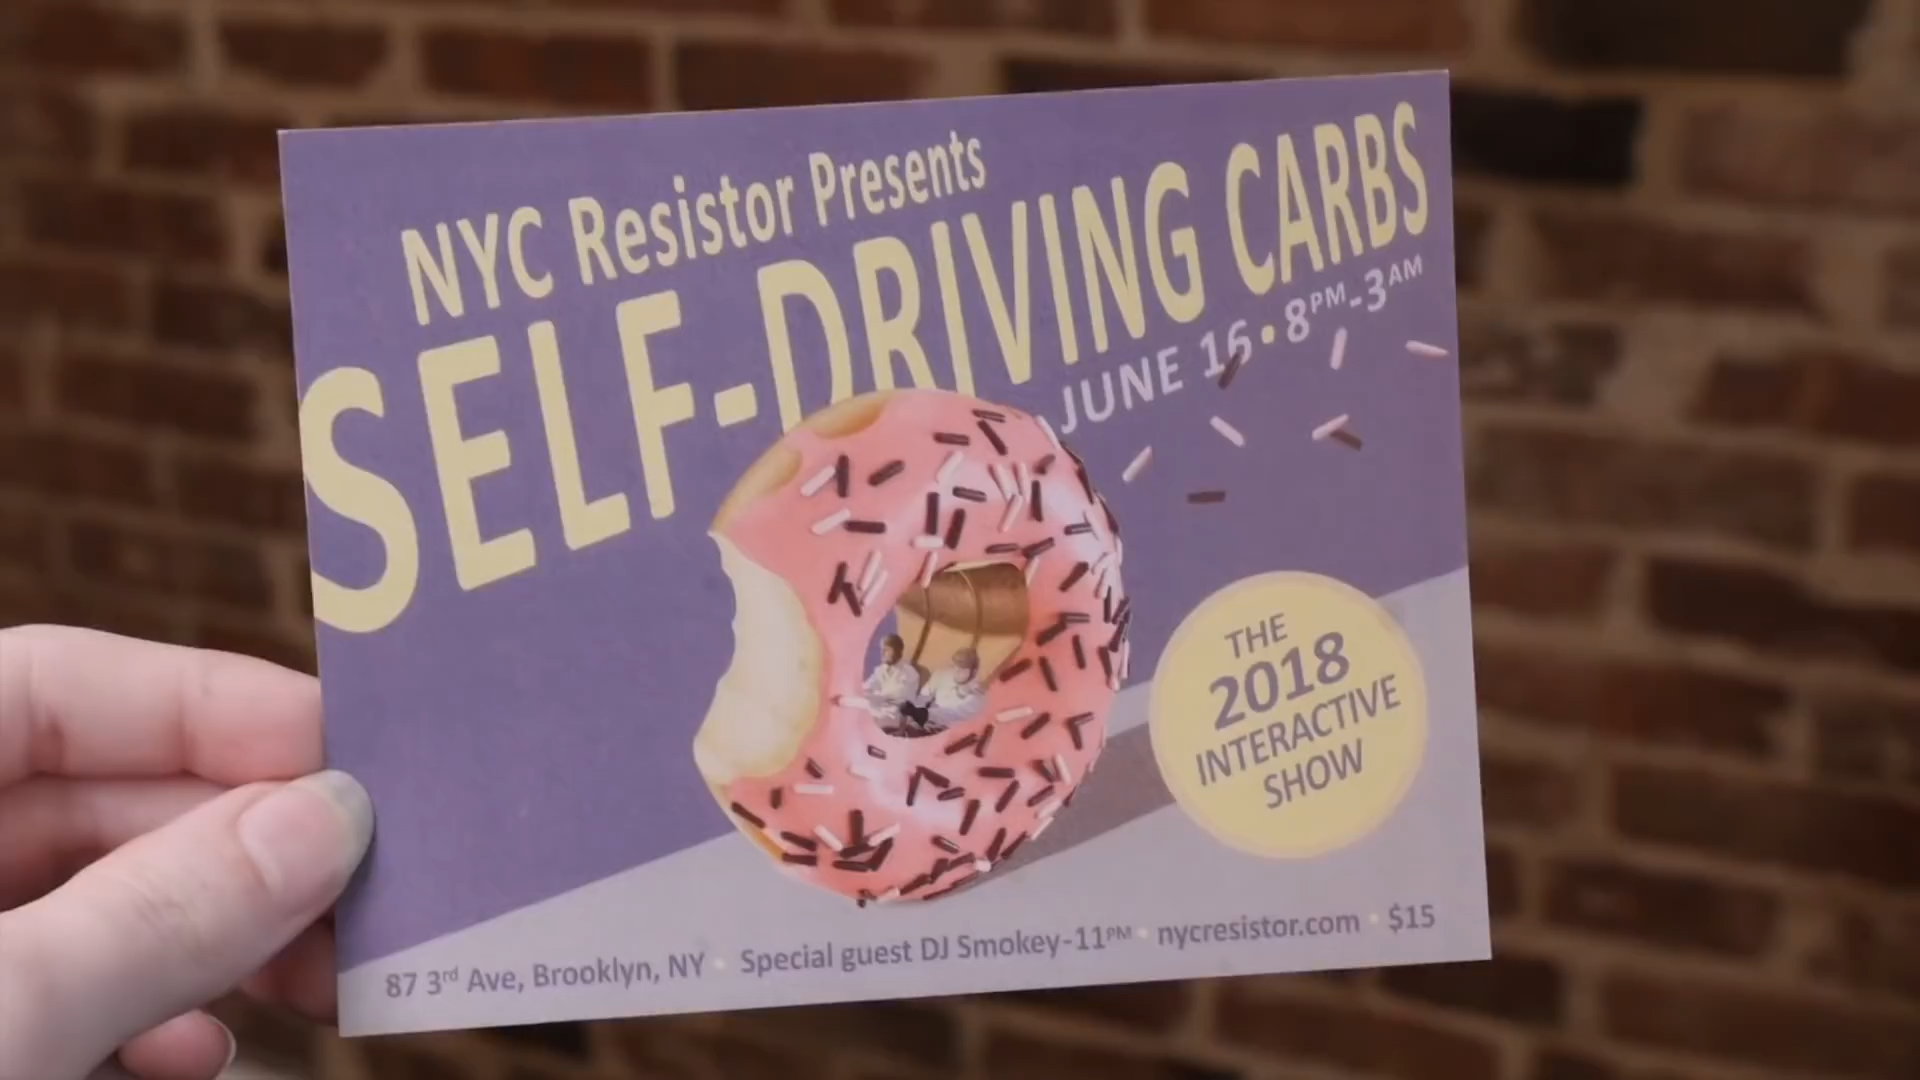 NYC Resistor Presents
SELF-DRIVING CARBS
JUNE 16 • 8PM-3AM
THE
2018
INTERACTIVE
SHOW
87 3rd Ave, Brooklyn, NY • Special guest DJ Smokey-11PM • nycresistor.com • $15